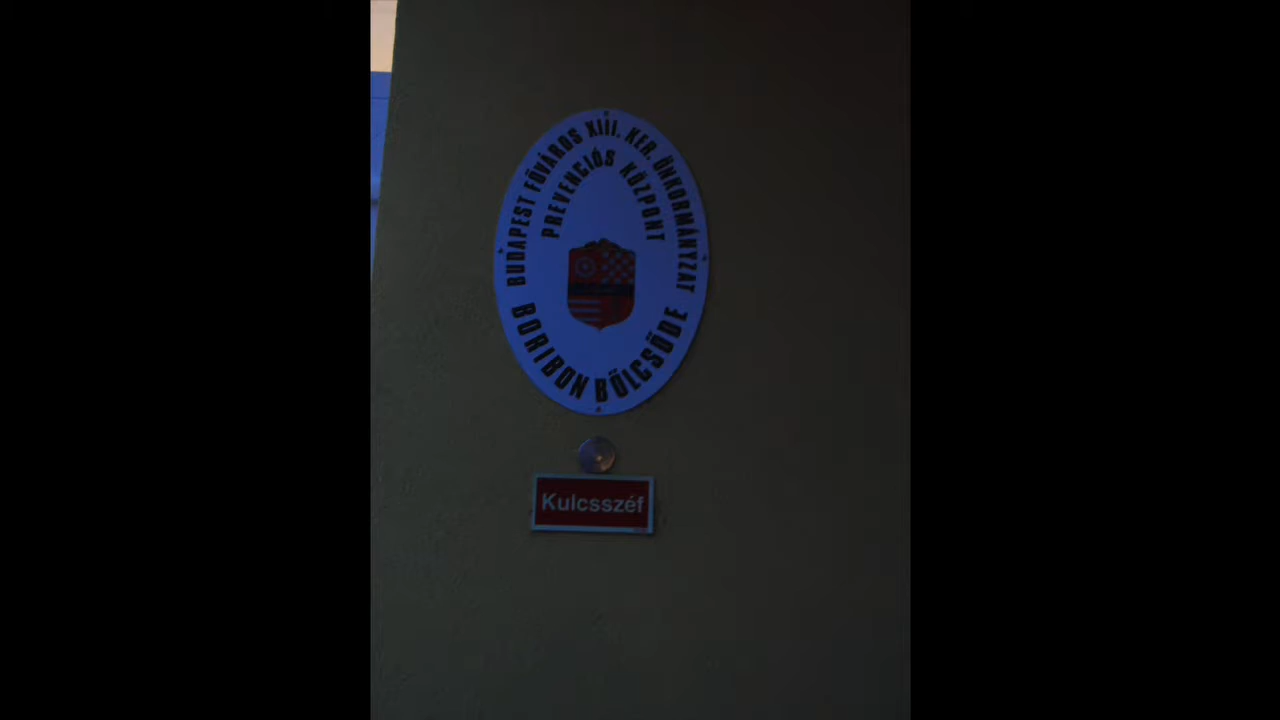 BUDAPEST FŐVÁROS XIII. KER. ÖNKORMÁNYZAT
PREVENCIÓS KÖZPONT
BORIBON BÖLCSŐDE
Kulcsszéf